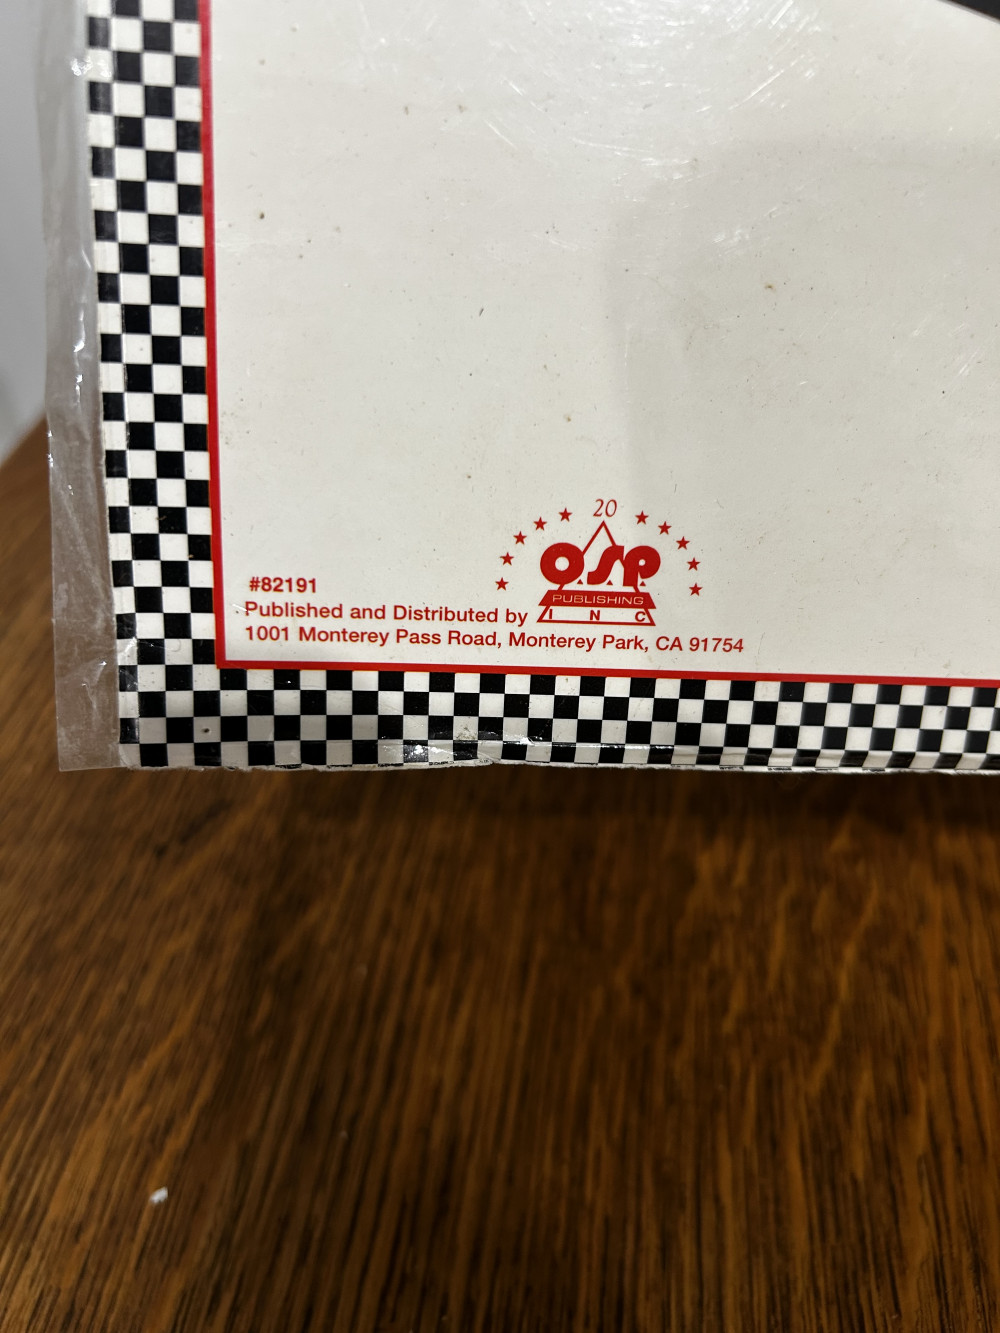 20
OSP
PUBLISHING
INC
#82191
Published and Distributed by
1001 Monterey Pass Road, Monterey Park, CA 91754